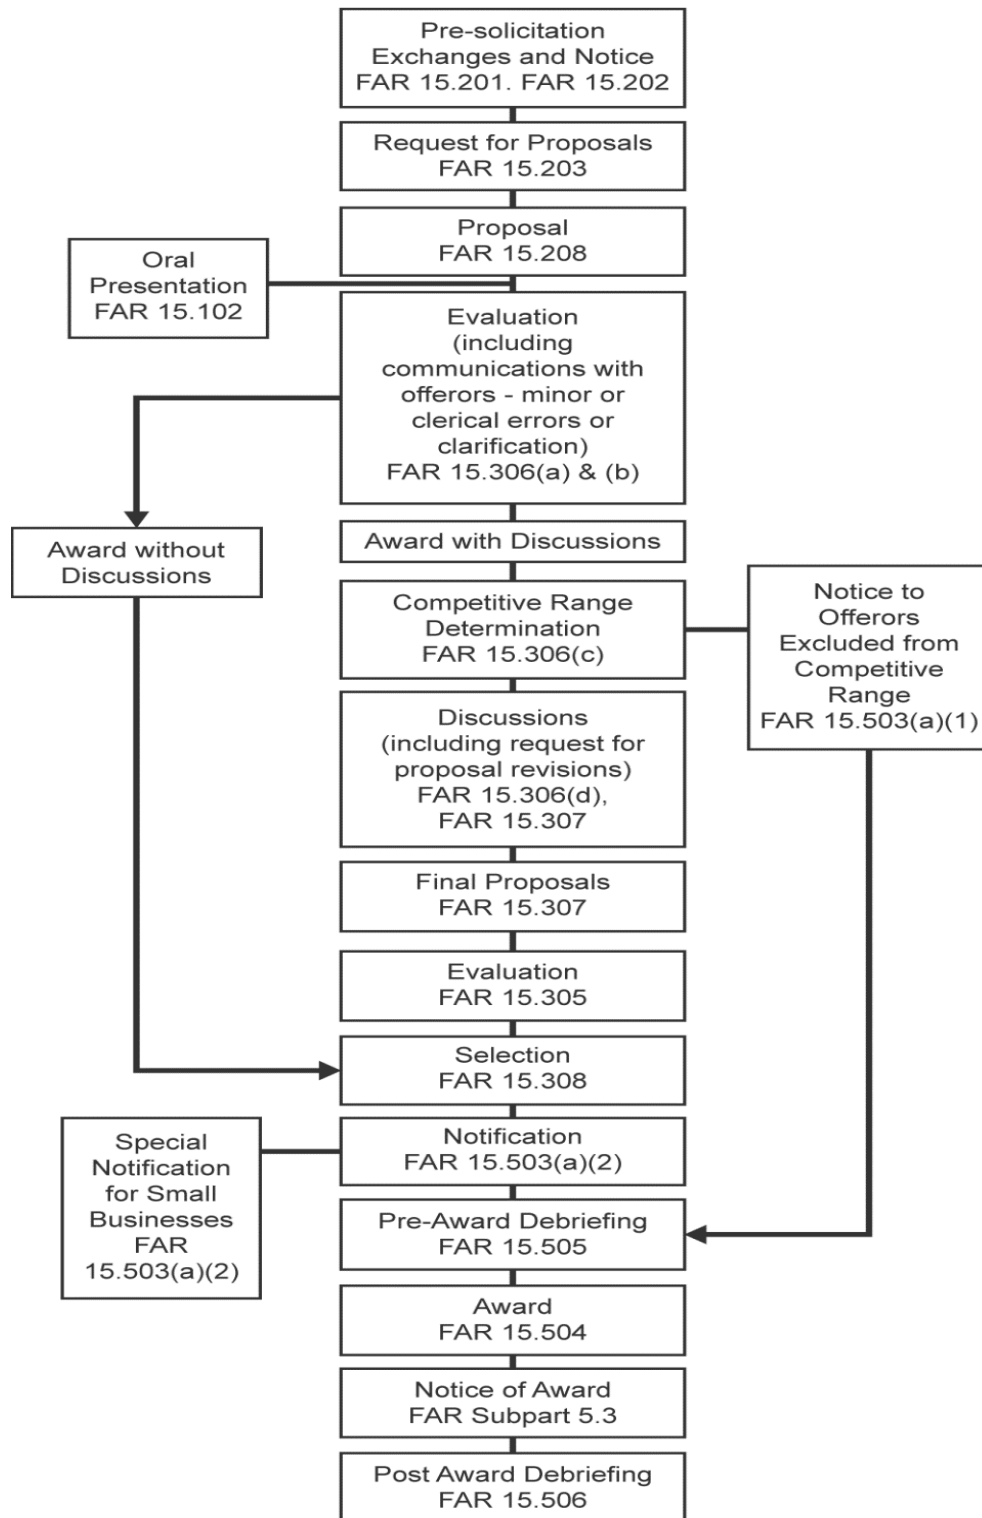 Pre-solicitation
Exchanges and Notice
FAR 15.201. FAR 15.202
Request for Proposals
FAR 15.203
Proposal
FAR 15.208
Oral
Presentation
FAR 15.102
Evaluation
(including
communications with
offerors - minor or
clerical errors or
clarification)
FAR 15.306(a) & (b)
Award without
Discussions
Award with Discussions
Competitive Range
Determination
FAR 15.306(c)
Notice to
Offerors
Excluded from
Competitive
Range
FAR 15.503(a)(1)
Discussions
(including request for
proposal revisions)
FAR 15.306(d),
FAR 15.307
Final Proposals
FAR 15.307
Evaluation
FAR 15.305
Selection
FAR 15.308
Special
Notification
for Small
Businesses
FAR
15.503(a)(2)
Notification
FAR 15.503(a)(2)
Pre-Award Debriefing
FAR 15.505
Award
FAR 15.504
Notice of Award
FAR Subpart 5.3
Post Award Debriefing
FAR 15.506